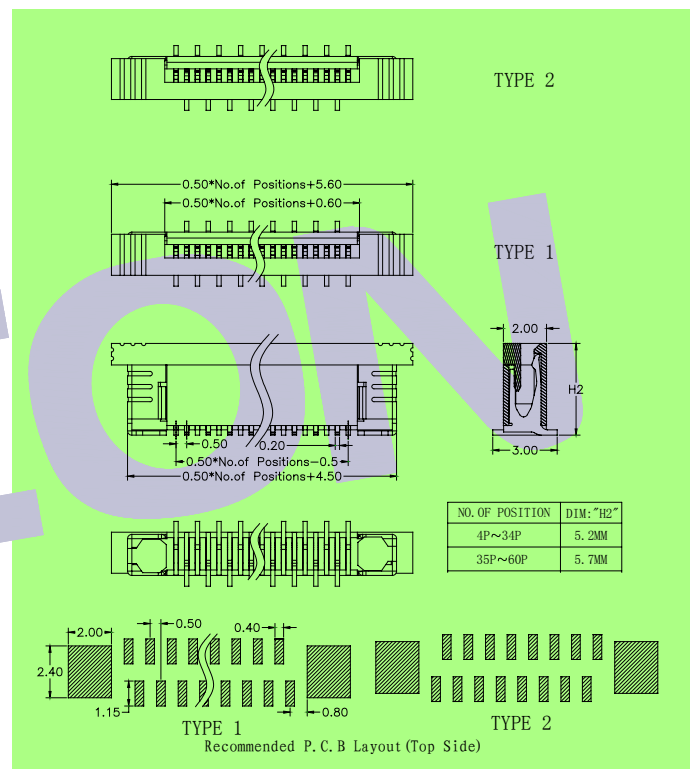 TYPE 2
0.50*No.of Positions+5.60
0.50*No.of Positions+0.60
TYPE 1
2.00
H2
3.00
0.50
0.20
0.50*No.of Positions-0.5
0.50*No.of Positions+4.50
NO.OF POSITION DIM:"H2"
4P~34P 5.2MM
35P~60P 5.7MM
2.00
0.50
0.40
2.40
1.15
0.80
TYPE 1
TYPE 2
Recommended P.C.B Layout(Top Side)